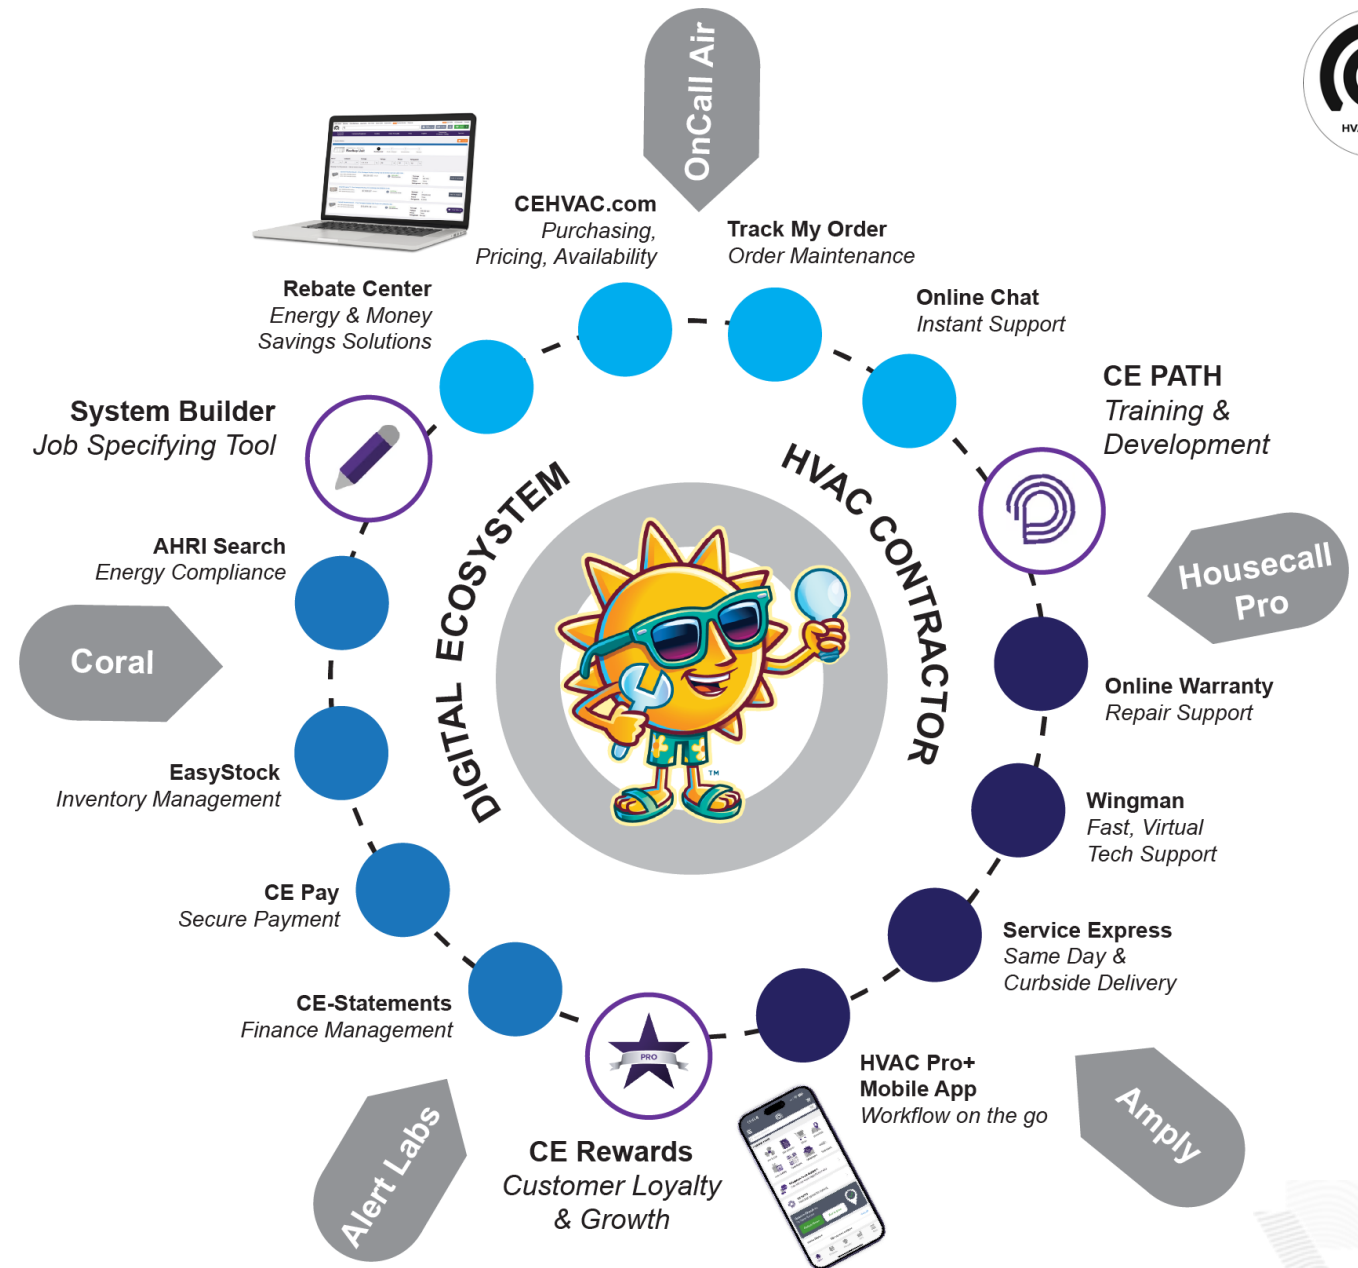 OnCall Air
CEHVAC.com
Purchasing,
Pricing, Availability
Track My Order
Order Maintenance
Rebate Center
Energy & Money
Savings Solutions
Online Chat
Instant Support
System Builder
Job Specifying Tool
CE PATH
Training &
Development
DIGITAL ECOSYSTEM
HVAC CONTRACTOR
AHRI Search
Energy Compliance
Housecall
Pro
Coral
Online Warranty
Repair Support
EasyStock
Inventory Management
TM
Wingman
Fast, Virtual
Tech Support
CE Pay
Secure Payment
Service Express
Same Day &
Curbside Delivery
CE-Statements
Finance Management
PRO
HVAC Pro+
Mobile App
Workflow on the go
Alert Labs
Amply
CE Rewards
Customer Loyalty
& Growth